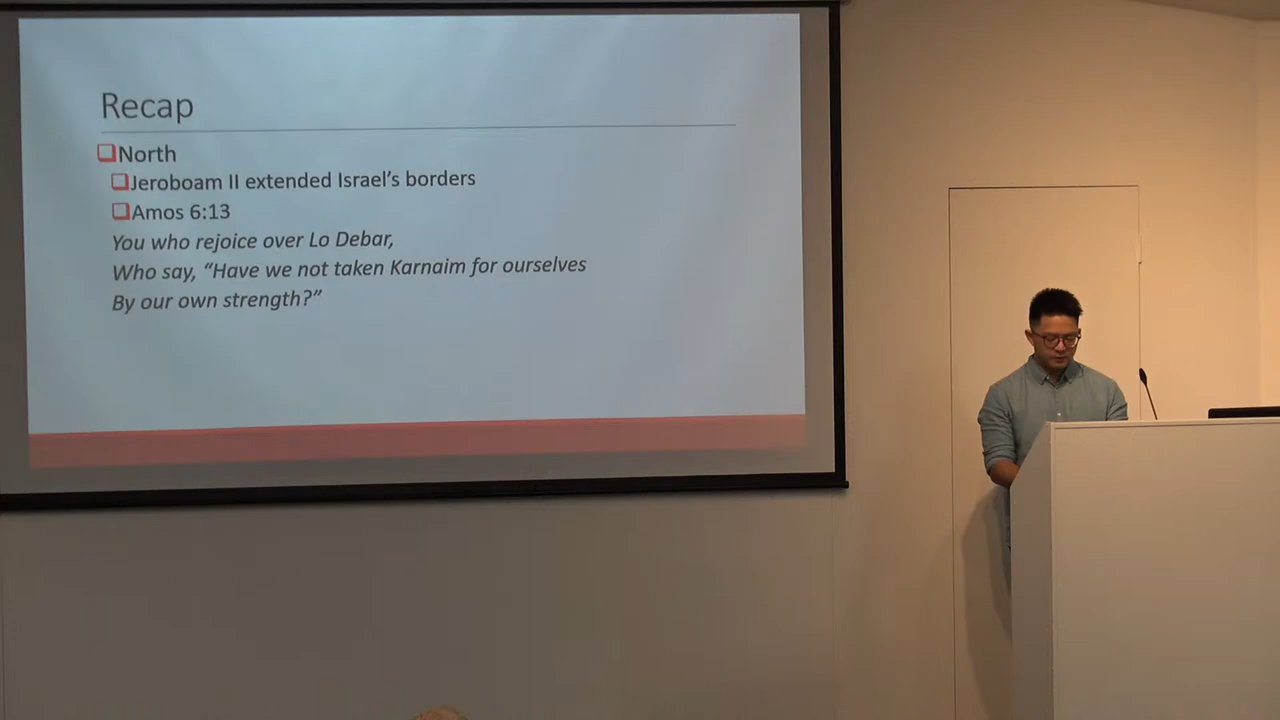 Recap
North
Jeroboam II extended Israel's borders
Amos 6:13
You who rejoice over Lo Debar,
Who say, “Have we not taken Karnaim for ourselves
By our own strength?”